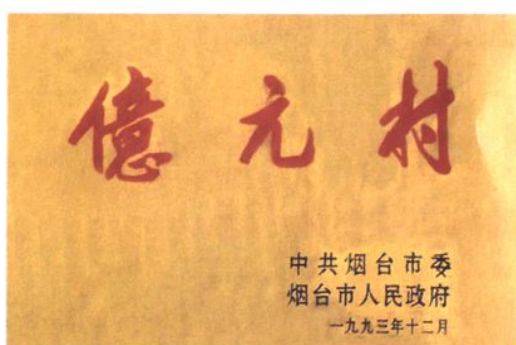 億元村
中共烟台市委
烟台市人民政府
一九九三年十二月